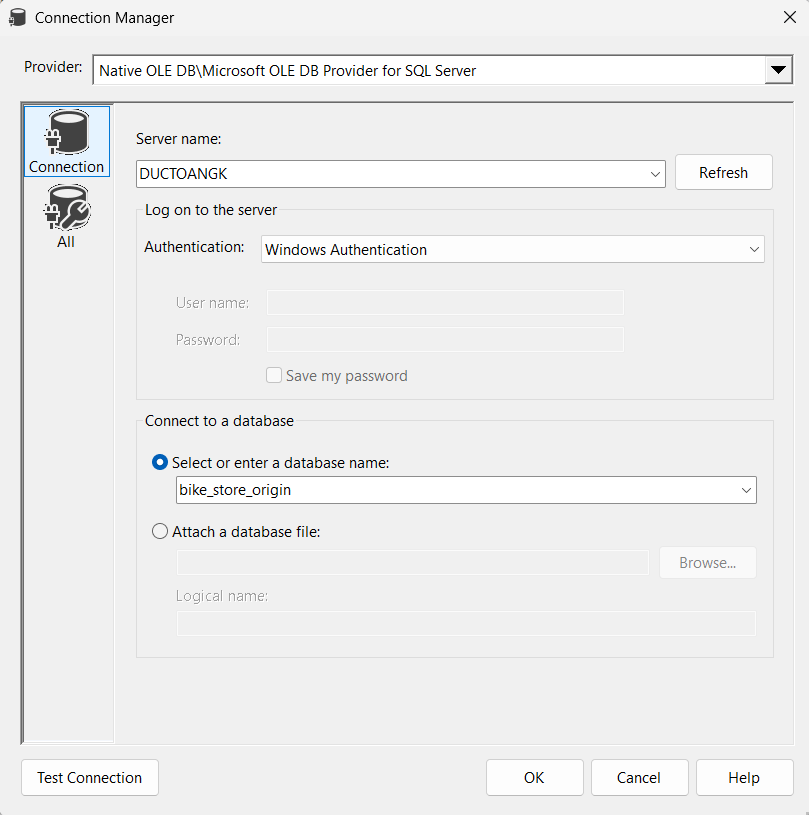 Connection Manager
Provider: Native OLE DB\Microsoft OLE DB Provider for SQL Server
Connection
All
Server name:
DUCTOANGK Refresh
Log on to the server
Authentication: Windows Authentication
User name:
Password:
Save my password
Connect to a database
Select or enter a database name:
bike_store_origin
Attach a database file:
Browse...
Logical name:
Test Connection OK Cancel Help